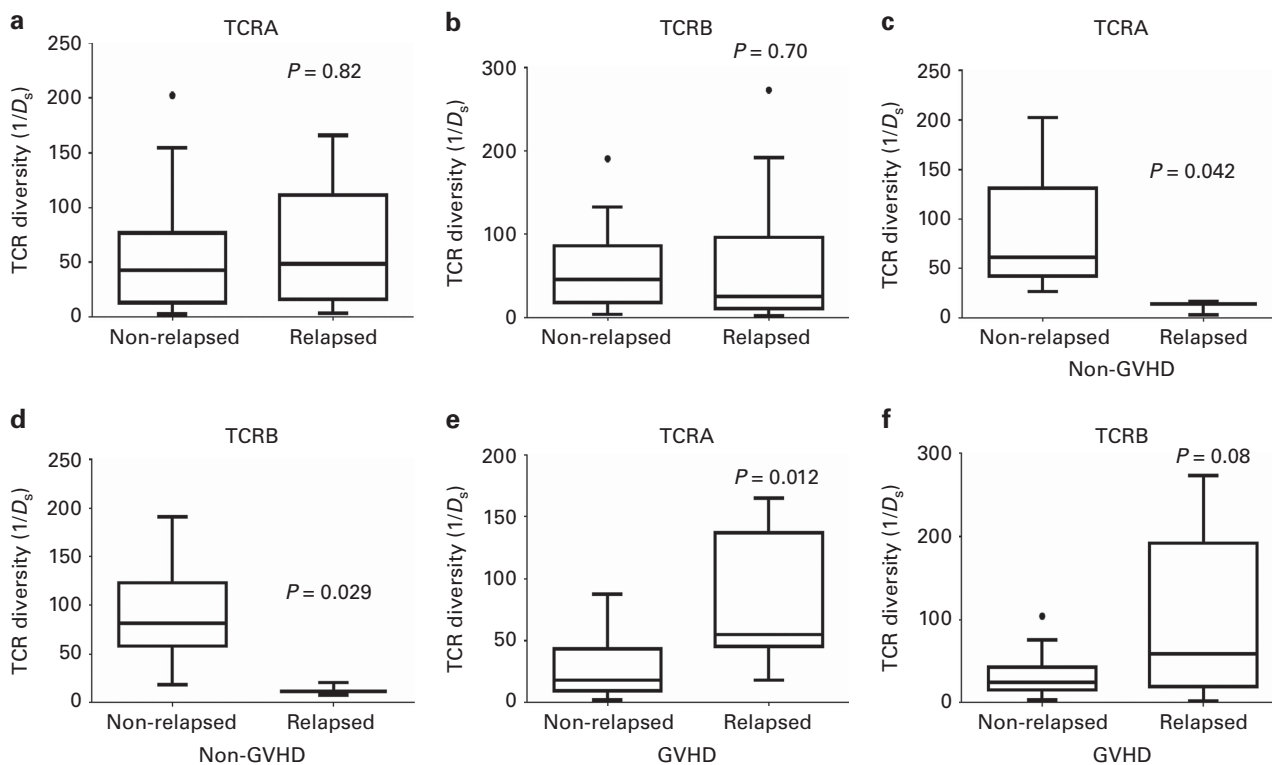 a
TCRA
TCR diversity (1/Ds)
250
200
150
100
50
0
P = 0.82
Non-relapsed
Relapsed
b
TCRB
TCR diversity (1/Ds)
300
200
100
0
P = 0.70
Non-relapsed
Relapsed
c
TCRA
TCR diversity (1/Ds)
250
200
150
100
50
0
P = 0.042
Non-relapsed
Relapsed
Non-GVHD
d
TCRB
TCR diversity (1/Ds)
250
200
150
100
50
0
P = 0.029
Non-relapsed
Relapsed
Non-GVHD
e
TCRA
TCR diversity (1/Ds)
200
150
100
50
0
P = 0.012
Non-relapsed
Relapsed
GVHD
f
TCRB
TCR diversity (1/Ds)
300
200
100
0
P = 0.08
Non-relapsed
Relapsed
GVHD